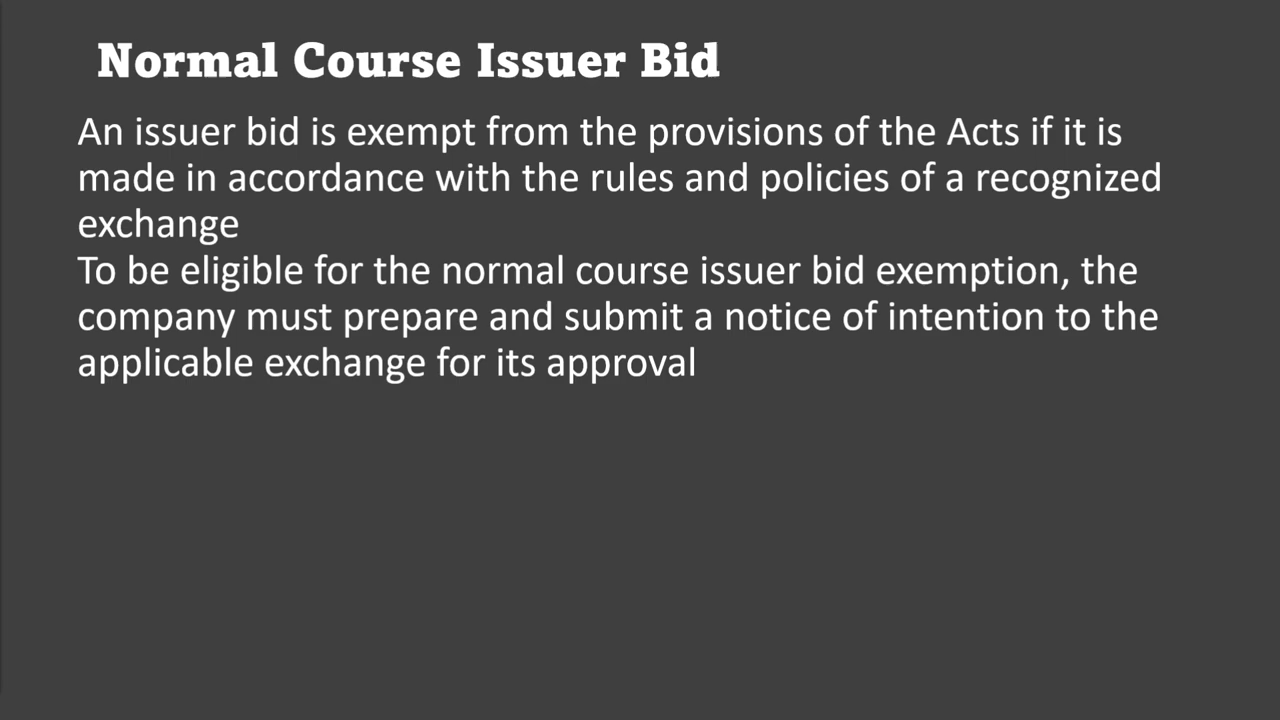 Normal Course Issuer Bid
An issuer bid is exempt from the provisions of the Acts if it is
made in accordance with the rules and policies of a recognized
exchange
To be eligible for the normal course issuer bid exemption, the
company must prepare and submit a notice of intention to the
applicable exchange for its approval